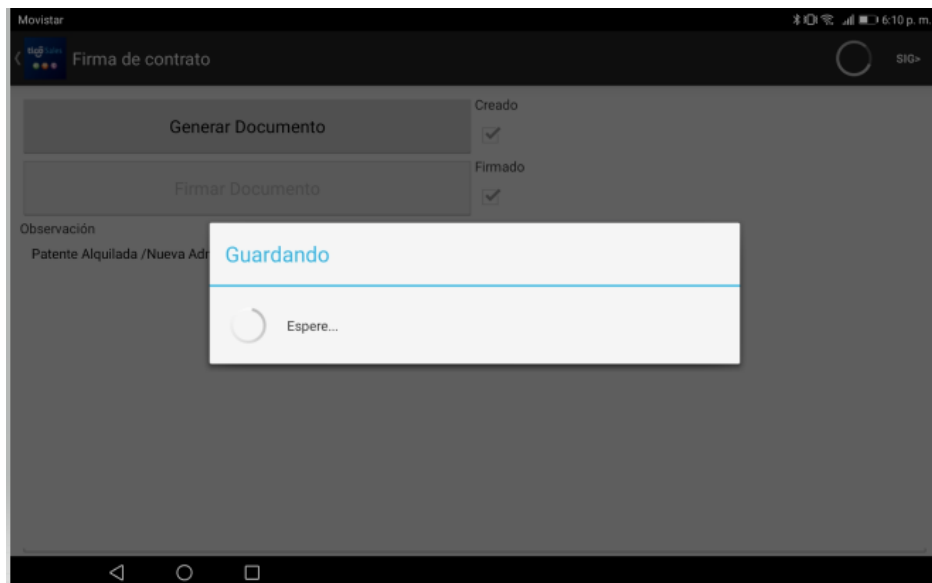 Movistar
6:10 p. m.
Firma de contrato
SIG>
Generar Documento
Creado
Firmar Documento
Firmado
Observación
Patente Alquilada /Nueva Adr
Guardando
Espere...